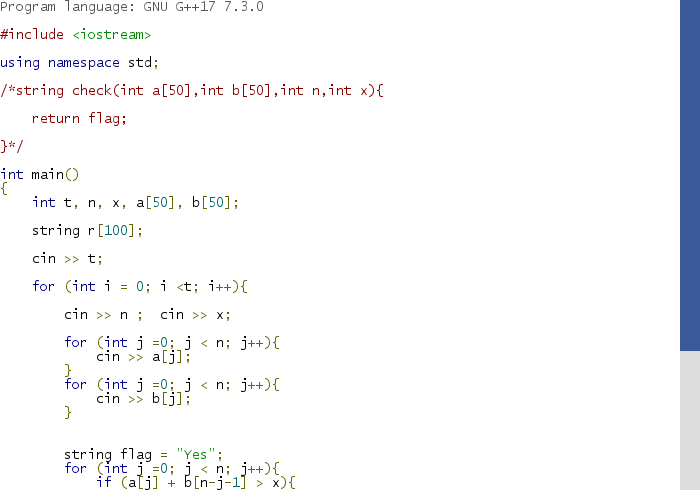 Program language: GNU G++17 7.3.0
#include <iostream>
using namespace std;
/*string check(int a[50],int b[50],int n,int x){
return flag;
}*/
int main()
{
int t, n, x, a[50], b[50];
string r[100];
cin >> t;
for (int i = 0; i <t; i++){
cin >> n ;  cin >> x;
for (int j =0; j < n; j++){
cin >> a[j];
}
for (int j =0; j < n; j++){
cin >> b[j];
}
string flag = "Yes";
for (int j =0; j < n; j++){
if (a[j] + b[n-j-1] > x){